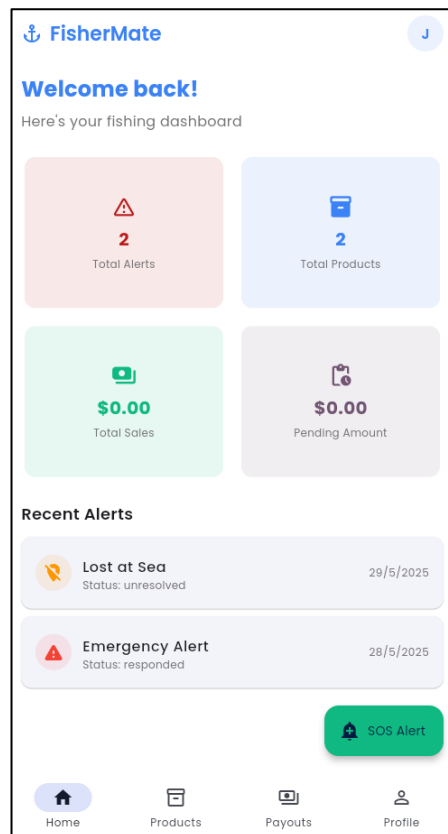 FisherMate
J
Welcome back!
Here's your fishing dashboard
2
Total Alerts
2
Total Products
$0.00
Total Sales
$0.00
Pending Amount
Recent Alerts
Lost at Sea
29/5/2025
Status: unresolved
Emergency Alert
28/5/2025
Status: responded
SOS Alert
Home
Products
Payouts
Profile